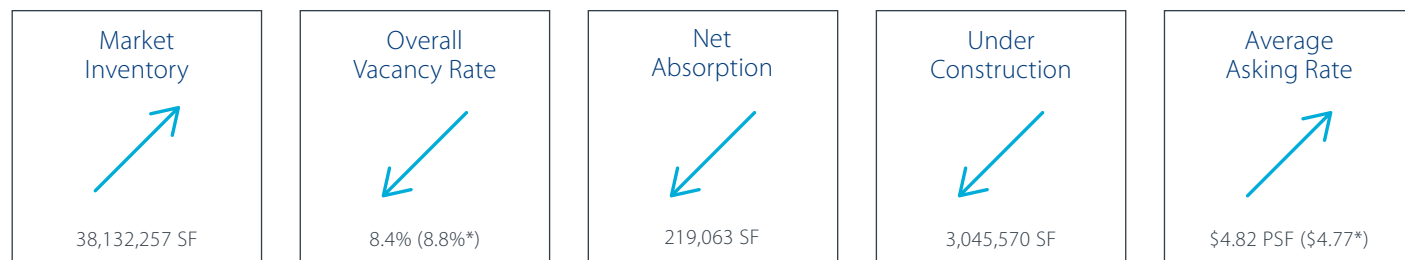 Market
Inventory
38,132,257 SF
Overall
Vacancy Rate
8.4% (8.8%*)
Net
Absorption
219,063 SF
Under
Construction
3,045,570 SF
Average
Asking Rate
$4.82 PSF ($4.77*)